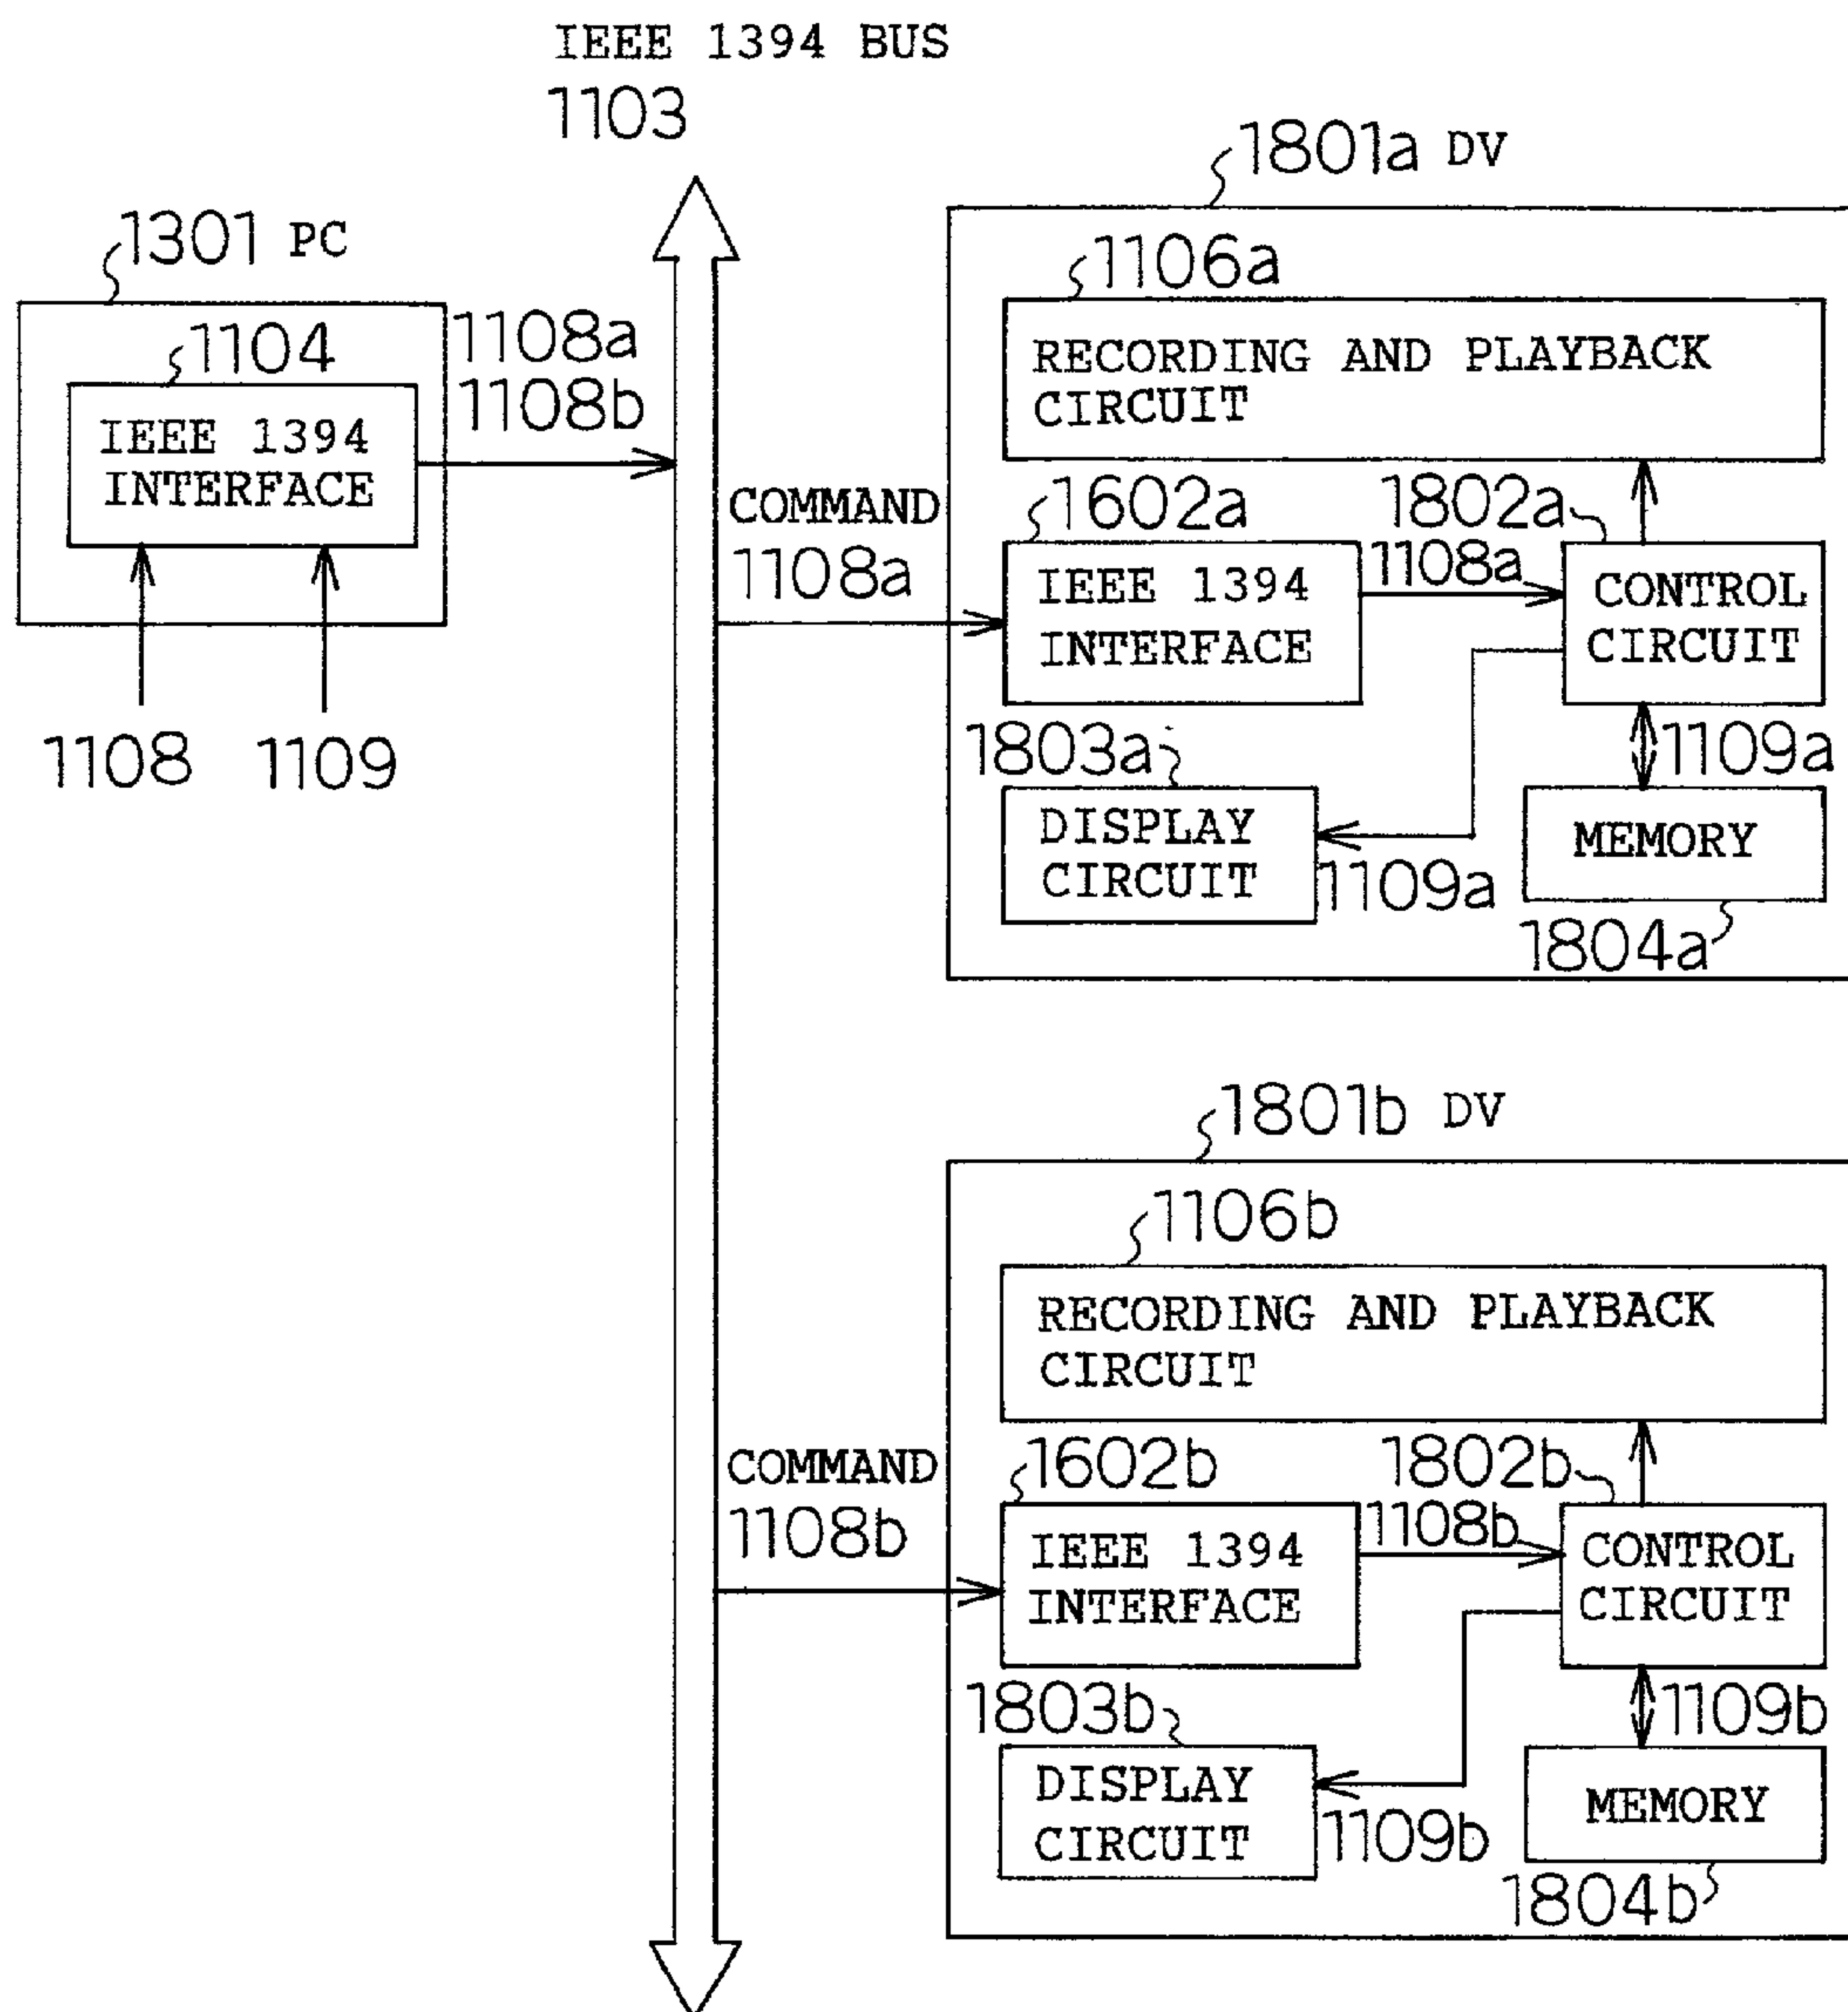 IEEE 1394 BUS
1103
1301 PC
1104
IEEE 1394
INTERFACE
1108a
1108b
1108
1109
COMMAND
1108a
1801a DV
1106a
RECORDING AND PLAYBACK
CIRCUIT
1602a
1802a
IEEE 1394
INTERFACE
1108a
CONTROL
CIRCUIT
1803a
1109a
DISPLAY
CIRCUIT
1109a
MEMORY
1804a
COMMAND
1108b
1801b DV
1106b
RECORDING AND PLAYBACK
CIRCUIT
1602b
1802b
IEEE 1394
INTERFACE
1108b
CONTROL
CIRCUIT
1803b
1109b
DISPLAY
CIRCUIT
1109b
MEMORY
1804b